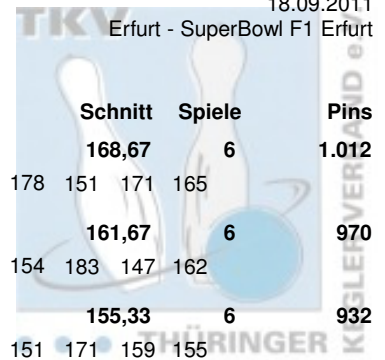 18.09.2011
TKV
Erfurt - SuperBowl F1 Erfurt
Schnitt Spiele Pins
168,67 6 1.012
178 151 171 165
161,67 6 970
154 183 147 162
155,33 6 932
151 171 159 155
THÜRINGER
KEGLERVERBAND e.V.